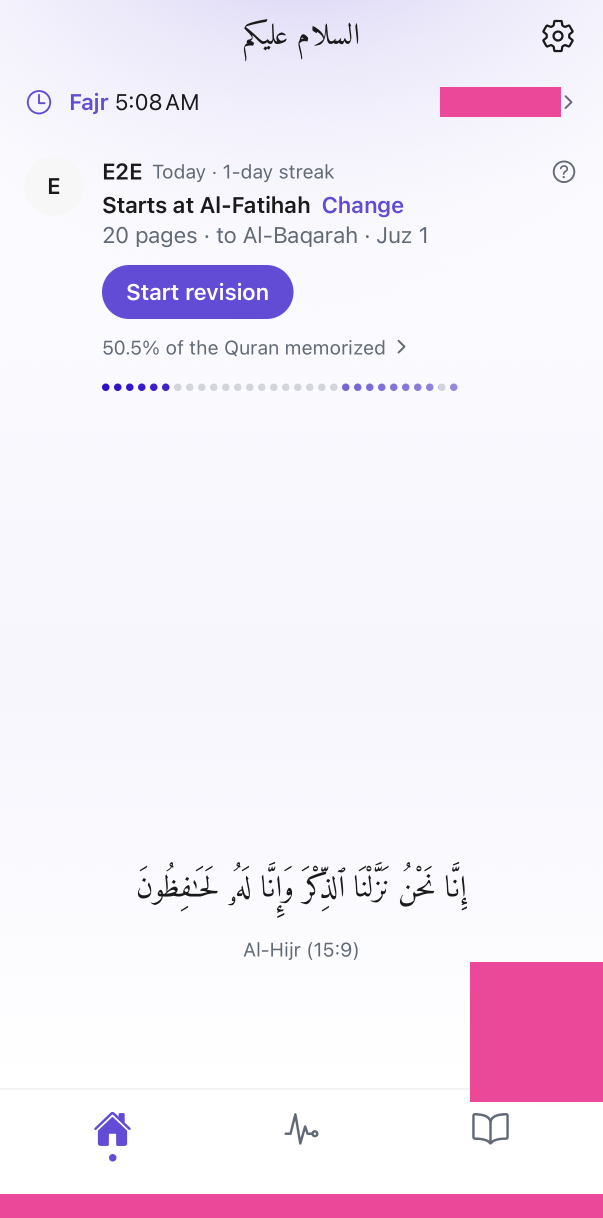 السلام عليكم
Fajr 5:08 AM
E
E2E Today · 1-day streak
Starts at Al-Fatihah Change
20 pages · to Al-Baqarah · Juz 1
Start revision
50.5% of the Quran memorized
إِنَّا نَحْنُ نَزَّلْنَا ٱلذِّكْرَ وَإِنَّا لَهُۥ لَحَـٰفِظُونَ
Al-Hijr (15:9)